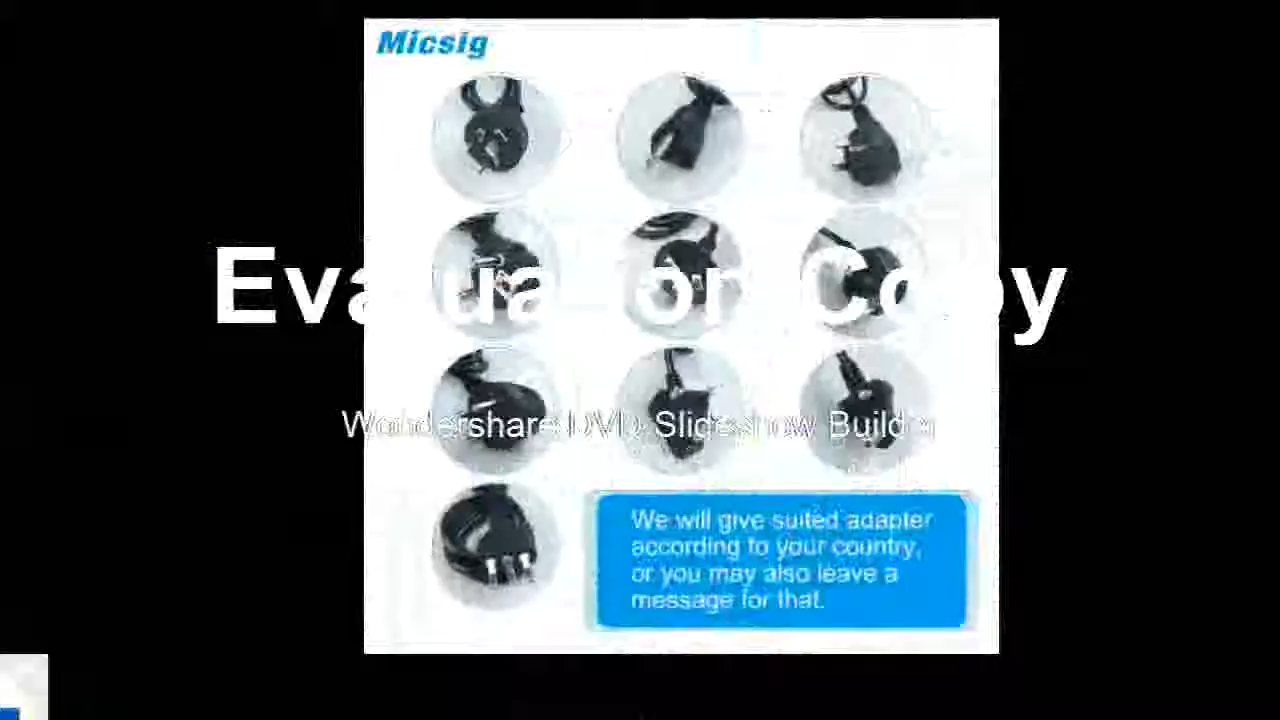 Micsig
Evaluation Copy
Wondershare DVD Slideshow Builder
We will give suited adapter
according to your country,
or you may also leave a
message for that.